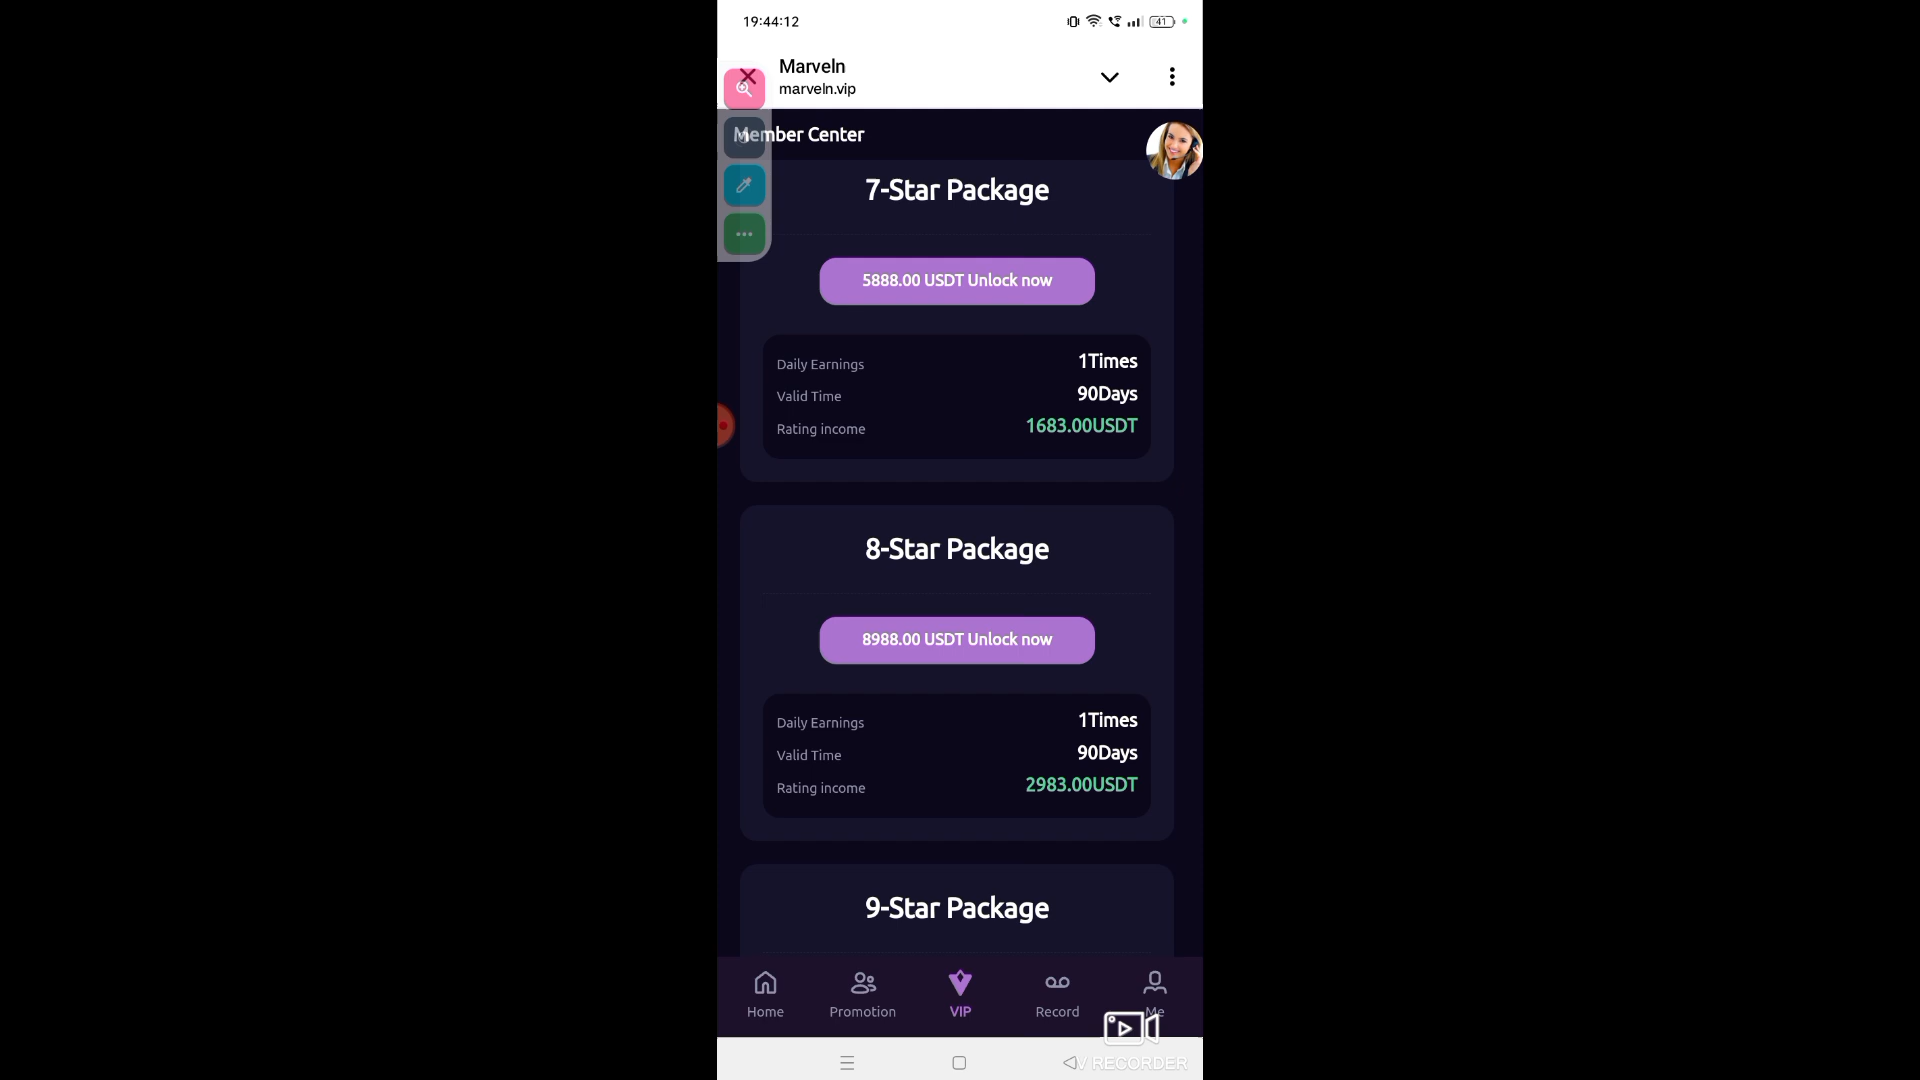 19:44:12
41
Marveln
marveln.vip
Member Center
7-Star Package
5888.00 USDT Unlock now
Daily Earnings 1Times
Valid Time 90Days
Rating income 1683.00USDT
8-Star Package
8988.00 USDT Unlock now
Daily Earnings 1Times
Valid Time 90Days
Rating income 2983.00USDT
9-Star Package
Home Promotion VIP Record Me
V RECORDER